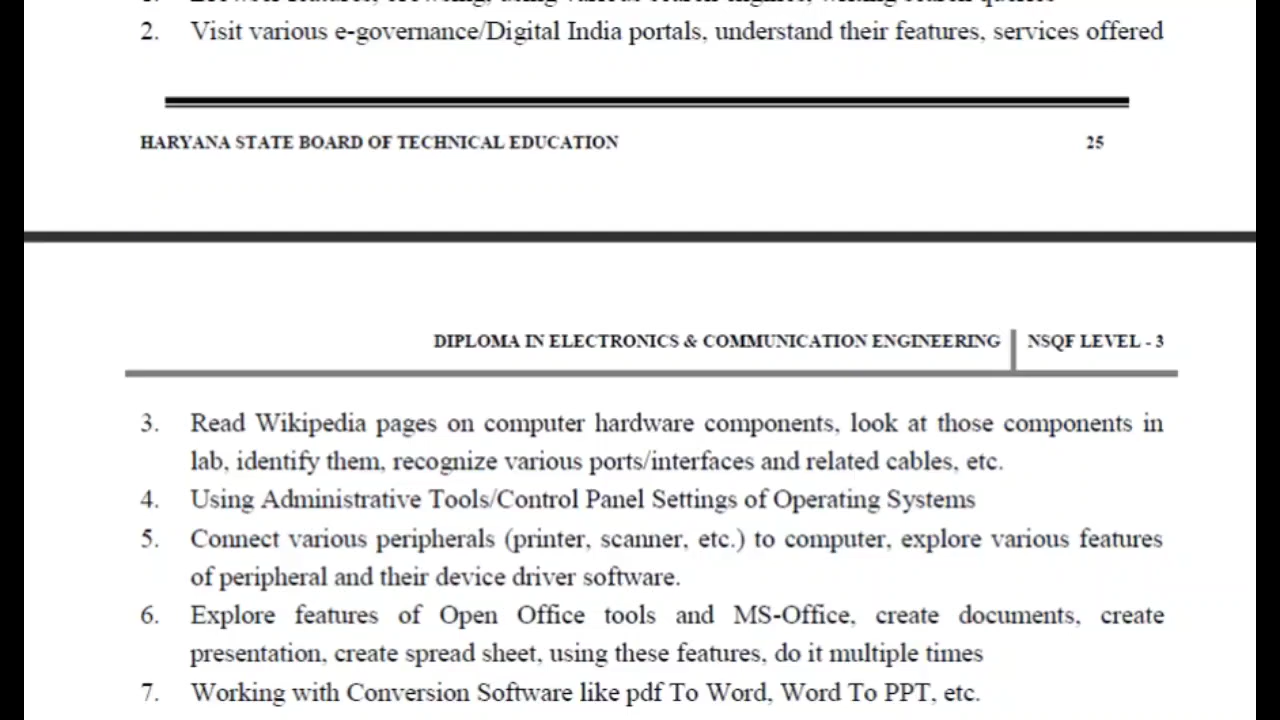 2. Visit various e-governance/Digital India portals, understand their features, services offered
HARYANA STATE BOARD OF TECHNICAL EDUCATION 25
DIPLOMA IN ELECTRONICS & COMMUNICATION ENGINEERING NSQF LEVEL - 3
3. Read Wikipedia pages on computer hardware components, look at those components in
lab, identify them, recognize various ports/interfaces and related cables, etc.
4. Using Administrative Tools/Control Panel Settings of Operating Systems
5. Connect various peripherals (printer, scanner, etc.) to computer, explore various features
of peripheral and their device driver software.
6. Explore features of Open Office tools and MS-Office, create documents, create
presentation, create spread sheet, using these features, do it multiple times
7. Working with Conversion Software like pdf To Word, Word To PPT, etc.